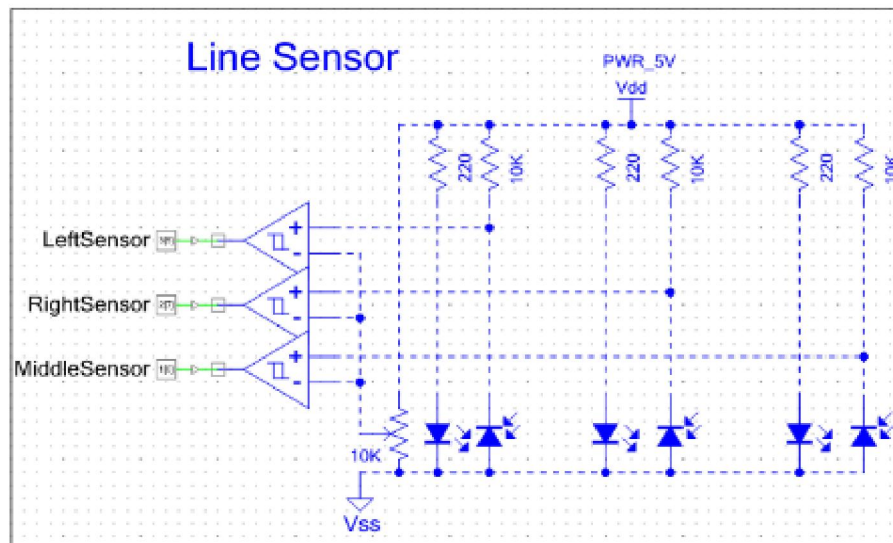 Line Sensor
PWR_5V
Vdd
220
10K
220
10K
220
10K
LeftSensor
+
-
RightSensor
+
-
MiddleSensor
+
-
10K
Vss